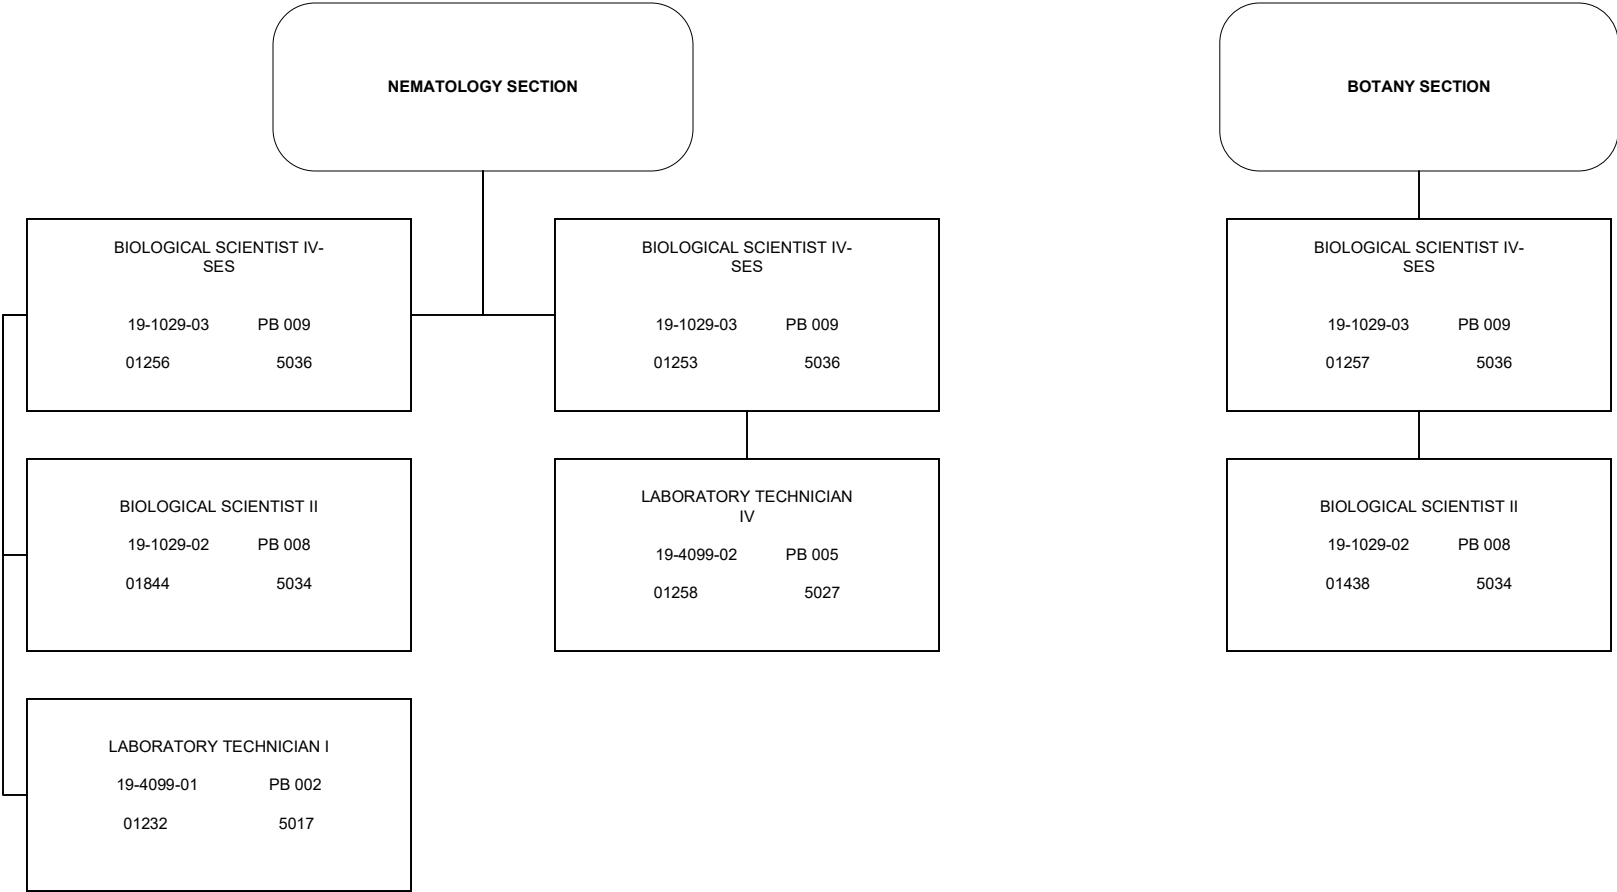 NEMATOLOGY SECTION
BOTANY SECTION
BIOLOGICAL SCIENTIST IV-
SES
19-1029-03 PB 009
01256 5036
BIOLOGICAL SCIENTIST IV-
SES
19-1029-03 PB 009
01253 5036
BIOLOGICAL SCIENTIST IV-
SES
19-1029-03 PB 009
01257 5036
BIOLOGICAL SCIENTIST II
19-1029-02 PB 008
01844 5034
LABORATORY TECHNICIAN
IV
19-4099-02 PB 005
01258 5027
BIOLOGICAL SCIENTIST II
19-1029-02 PB 008
01438 5034
LABORATORY TECHNICIAN I
19-4099-01 PB 002
01232 5017